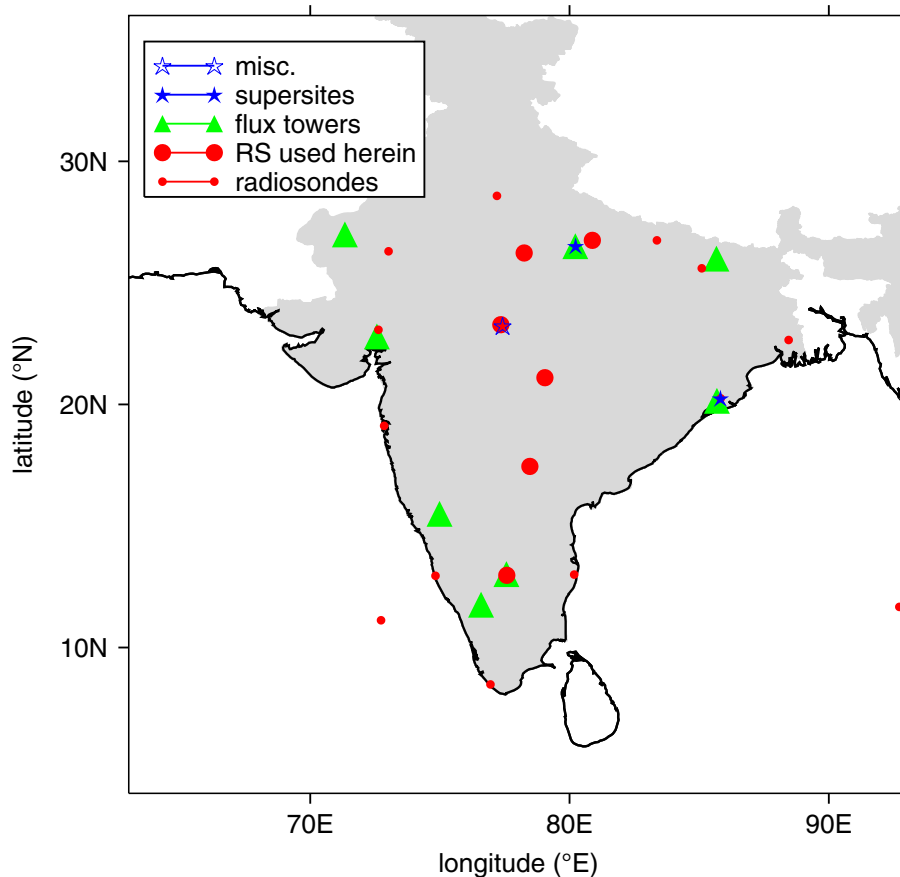 misc.
supersites
flux towers
RS used herein
radiosondes
30N
20N
10N
latitude (°N)
70E 80E 90E
longitude (°E)